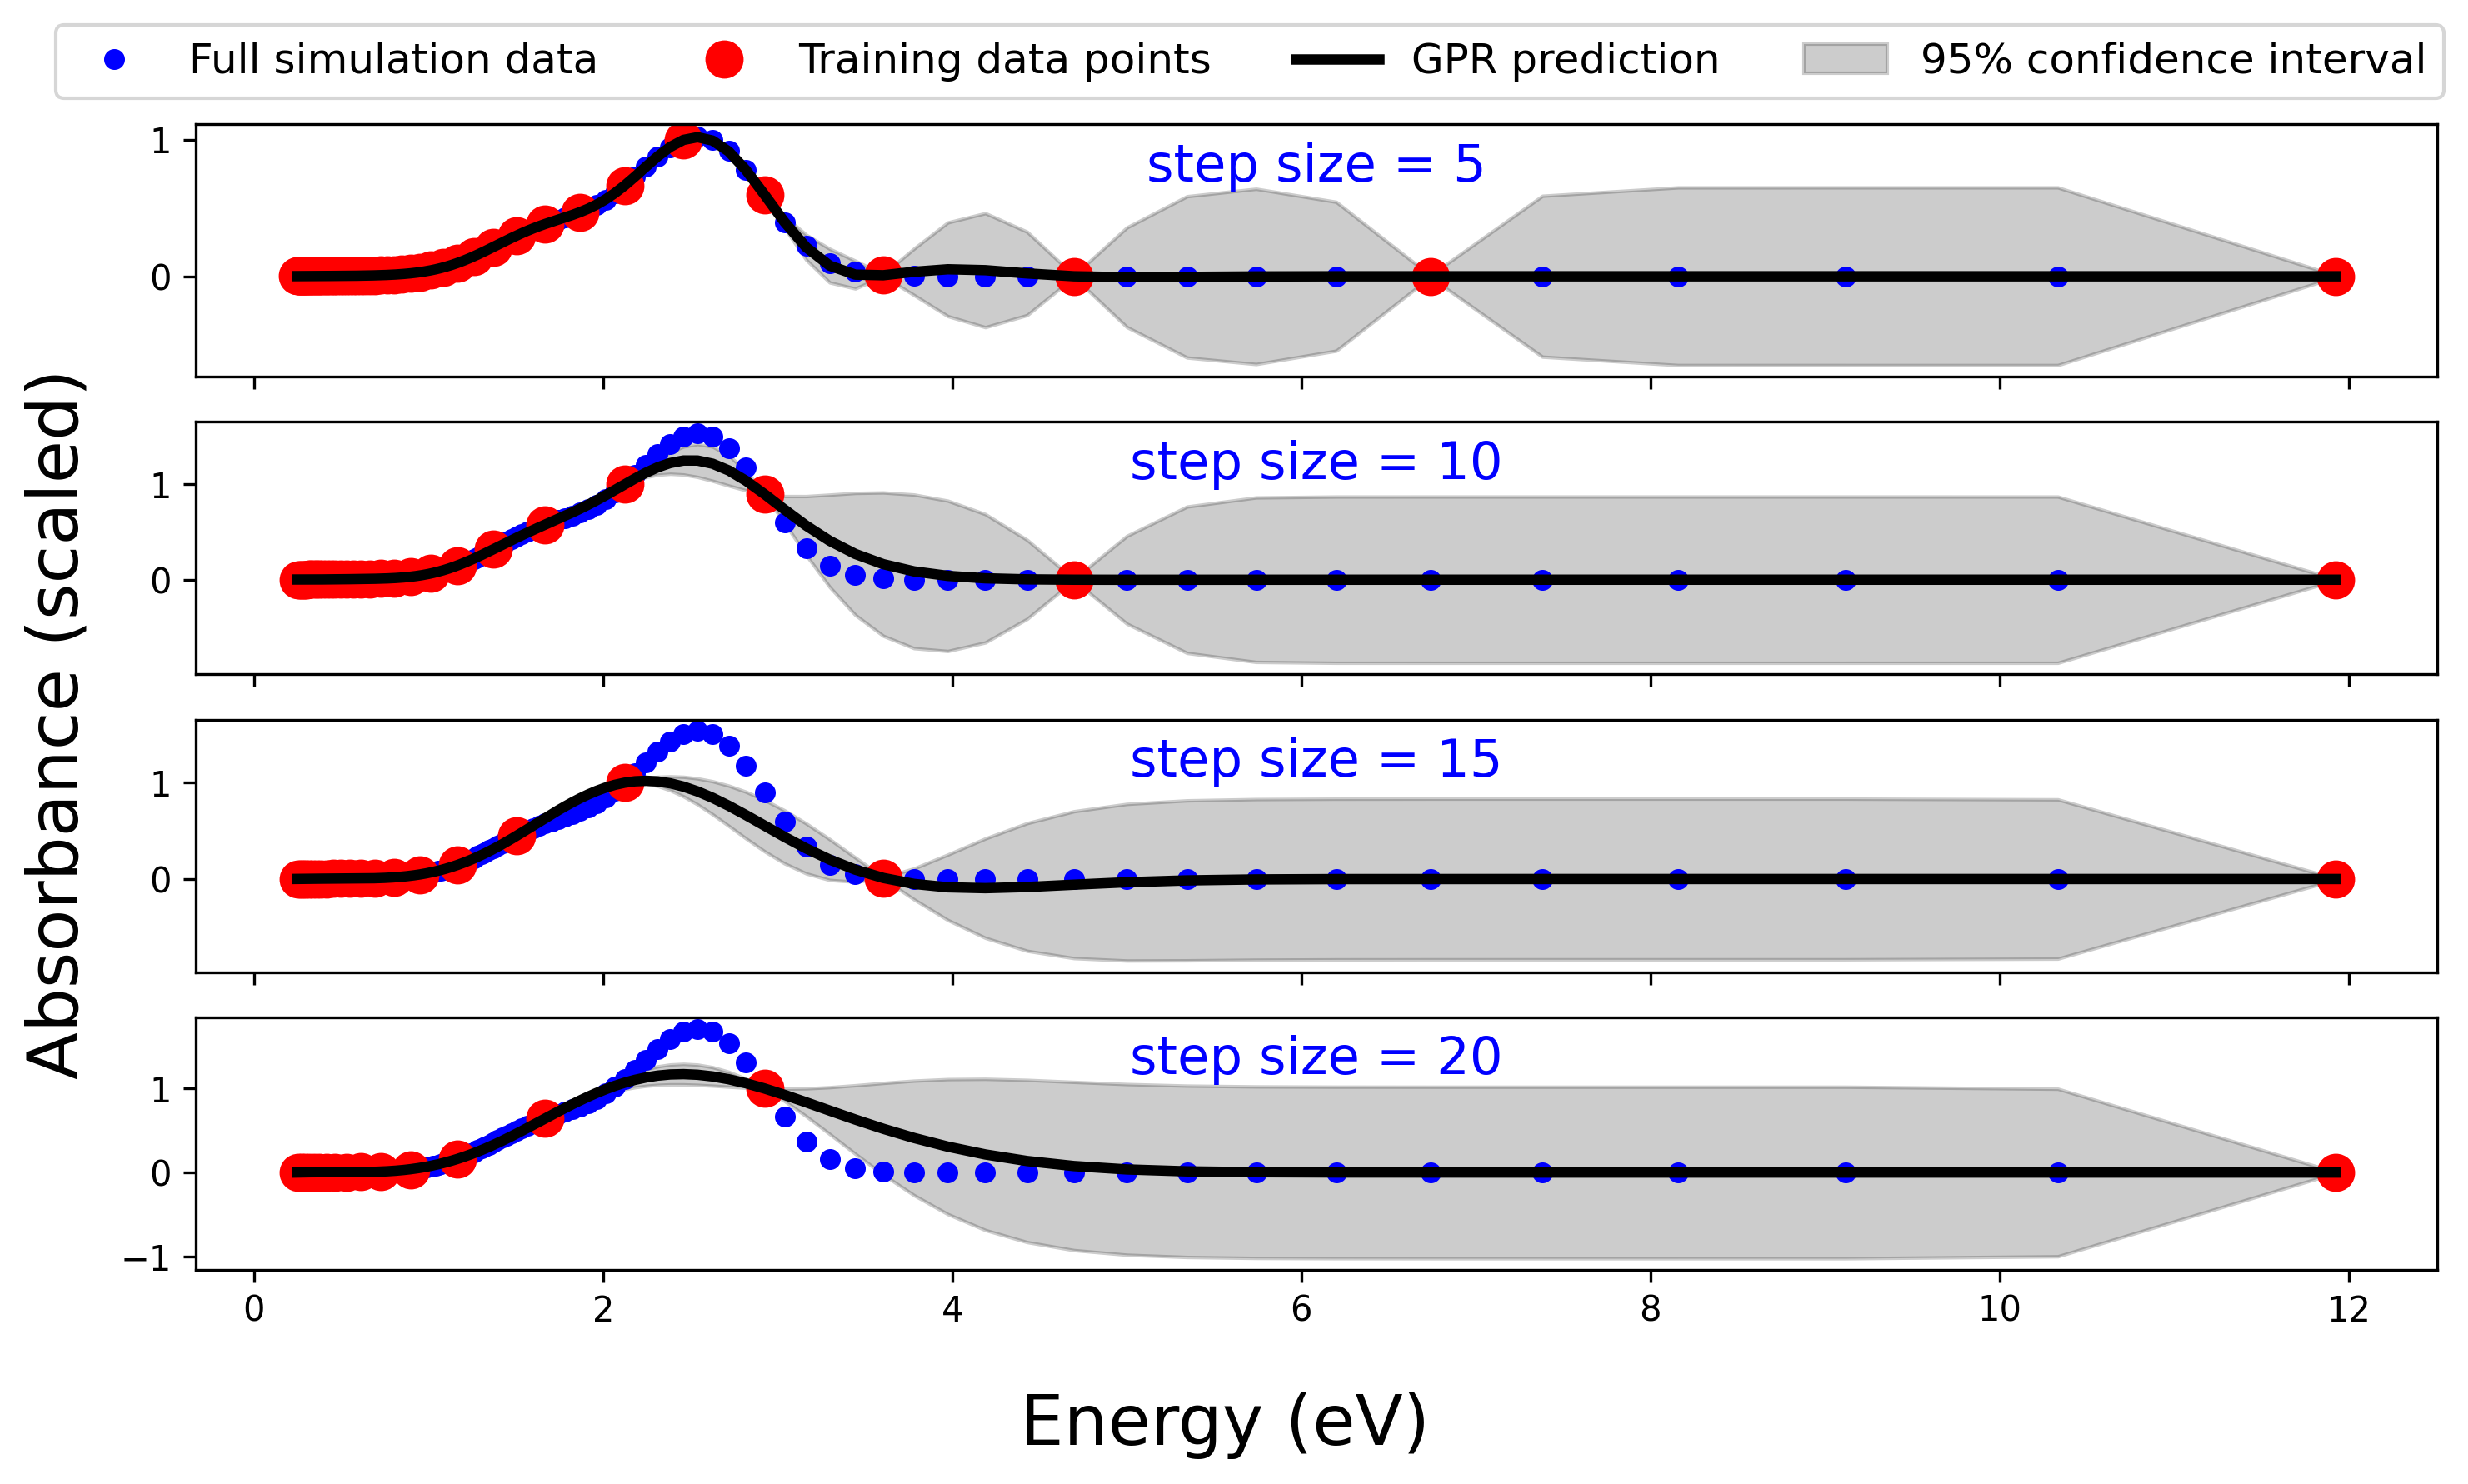 Full simulation data Training data points GPR prediction 95% confidence interval
Absorbance (scaled)
1
0
step size = 5
1
0
step size = 10
1
0
step size = 15
1
0
−1
step size = 20
0 2 4 6 8 10 12
Energy (eV)